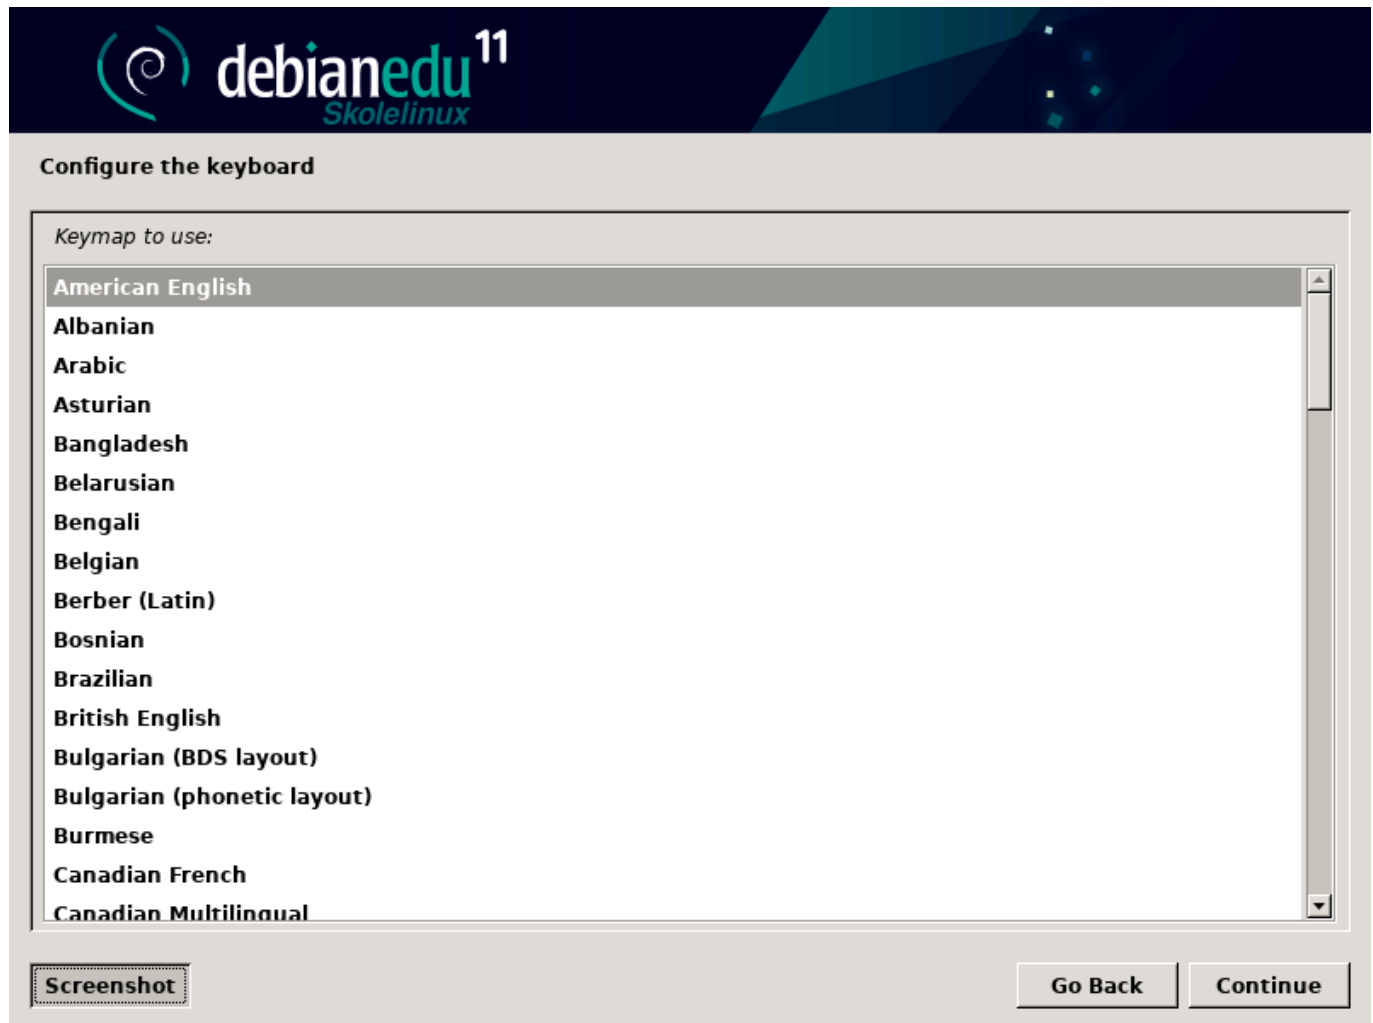 debianedu 11
Skolelinux
Configure the keyboard
Keymap to use:
American English
Albanian
Arabic
Asturian
Bangladesh
Belarusian
Bengali
Belgian
Berber (Latin)
Bosnian
Brazilian
British English
Bulgarian (BDS layout)
Bulgarian (phonetic layout)
Burmese
Canadian French
Canadian Multilingual
Screenshot
Go Back
Continue